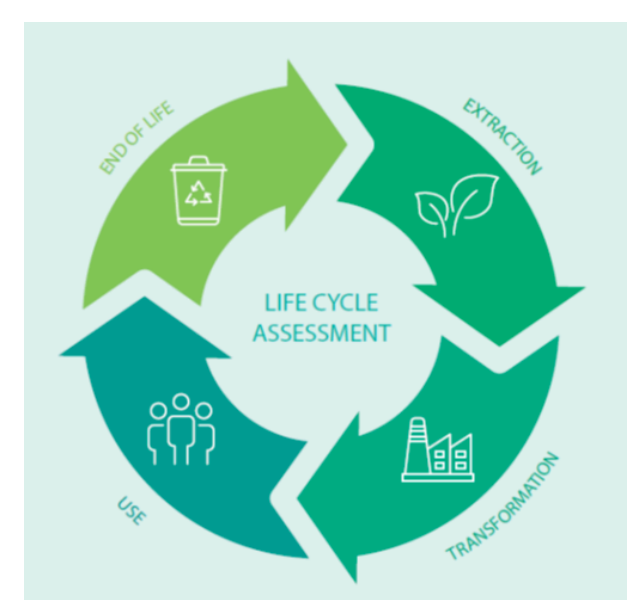 END OF LIFE
EXTRACTION
LIFE CYCLE
ASSESSMENT
USE
TRANSFORMATION